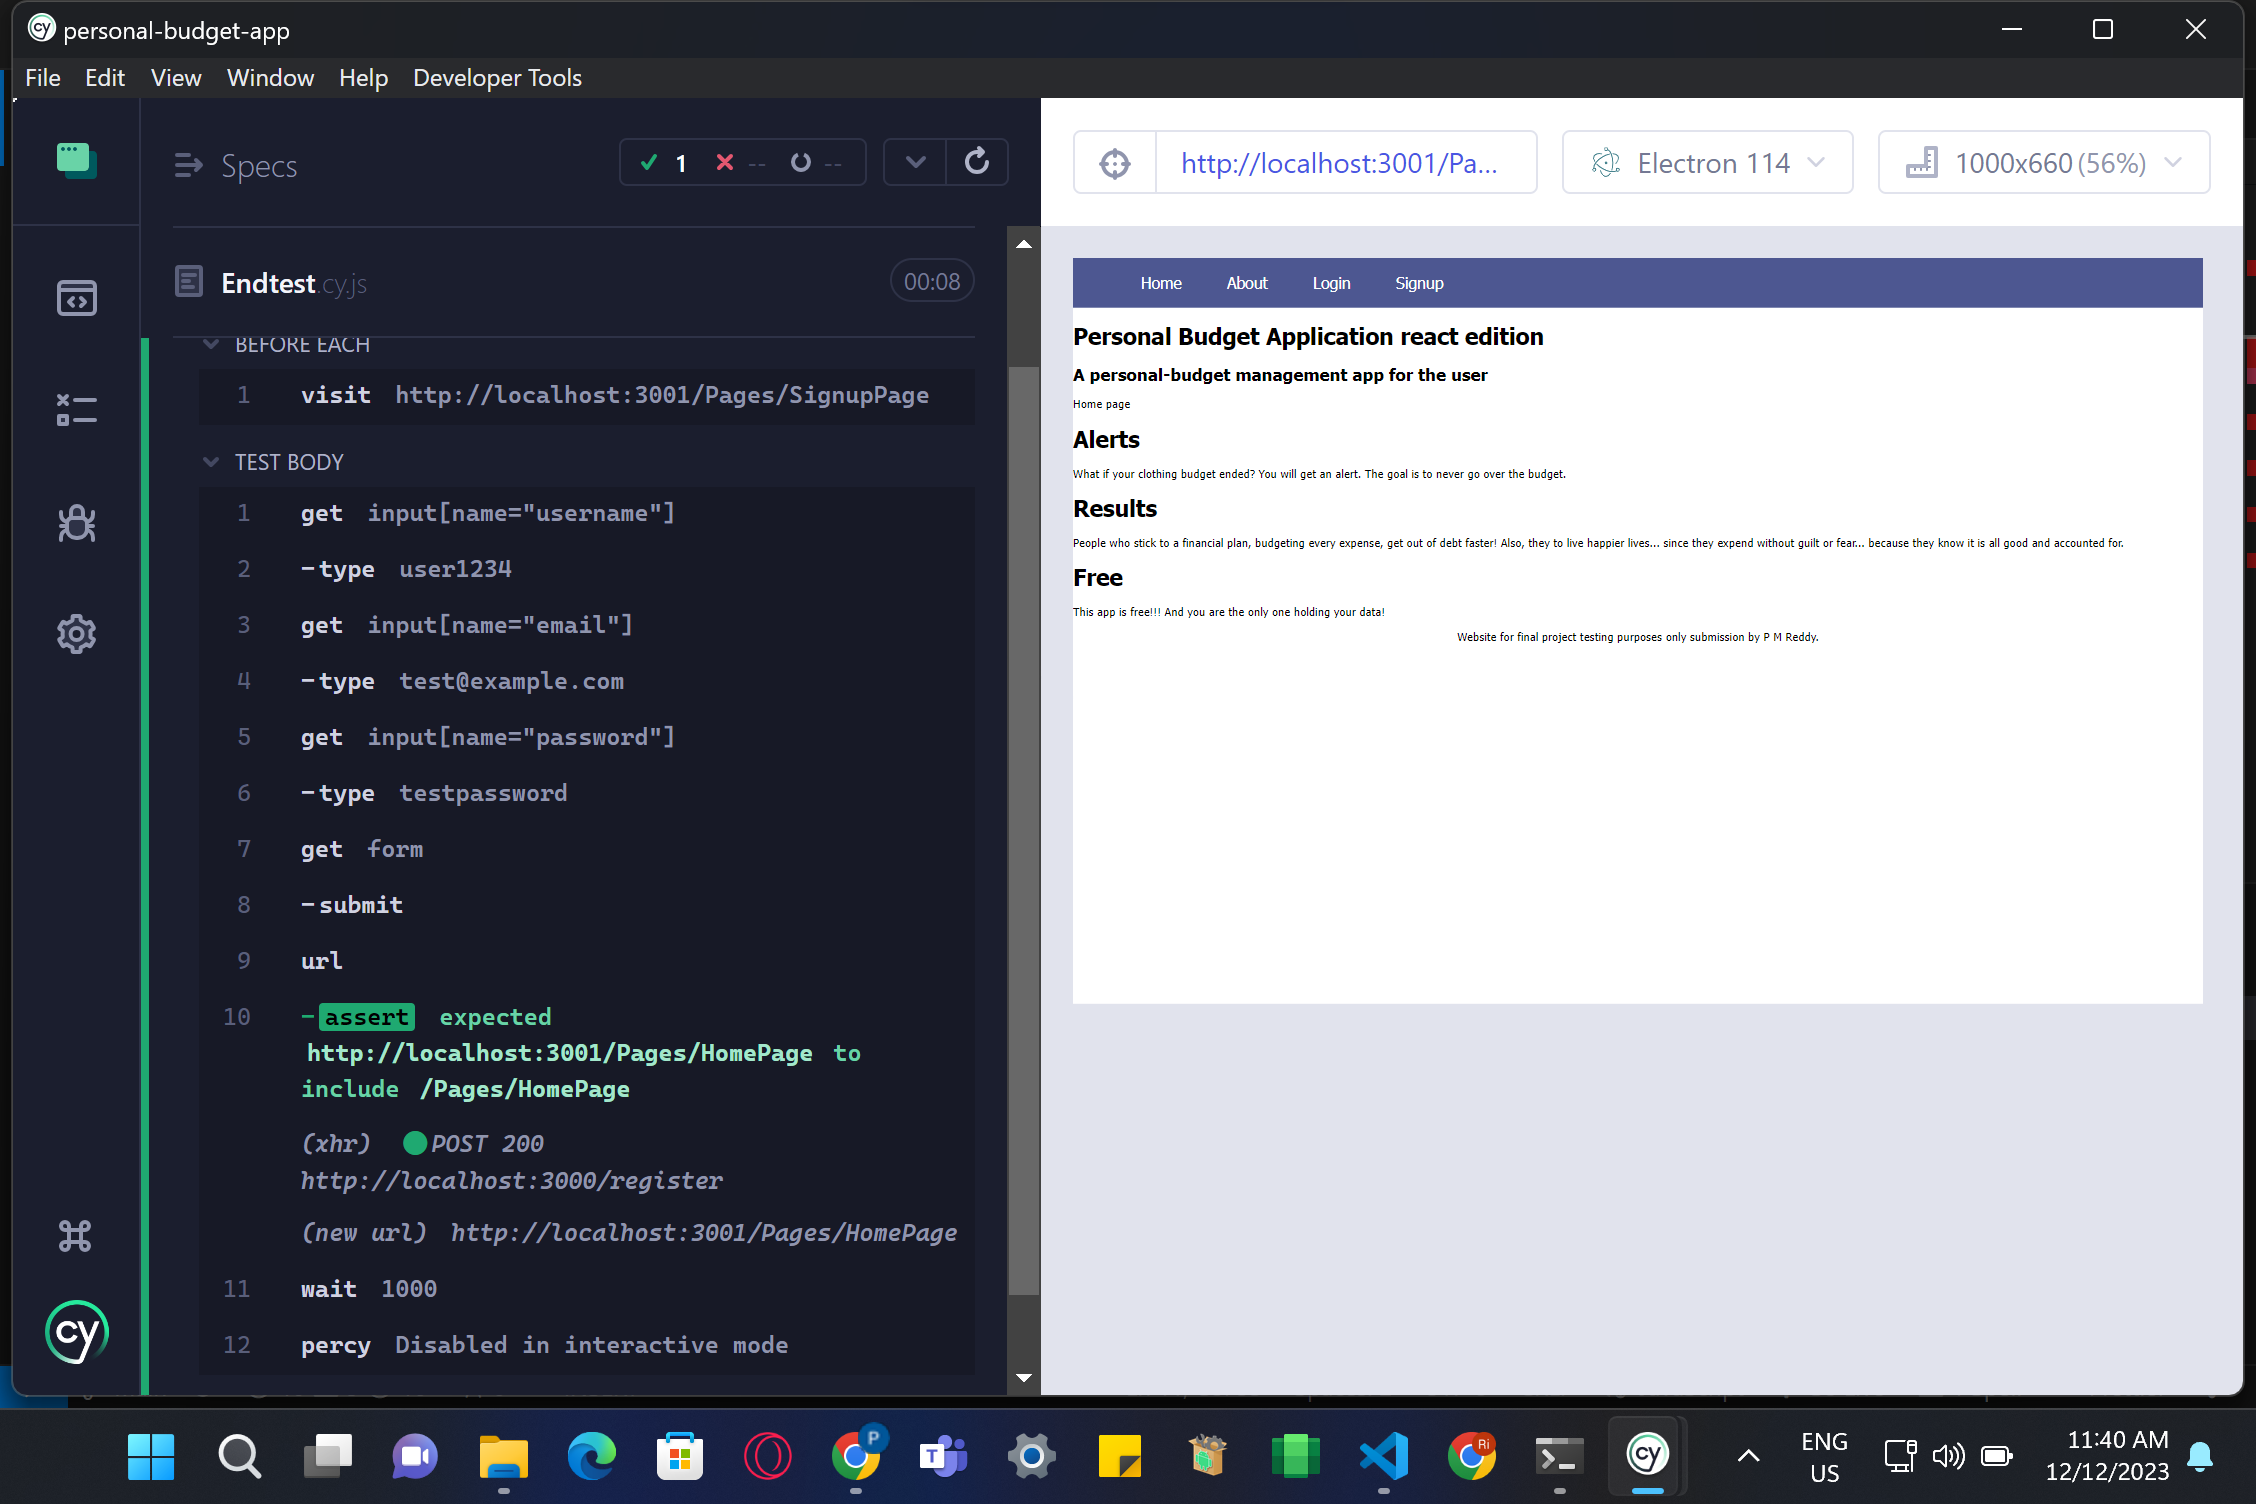 cy personal-budget-app
File Edit View Window Help Developer Tools
Specs 1 -- --
http://localhost:3001/Pa... Electron 114 1000x660 (56%)
Endtest.cy.js 00:08
BEFORE EACH
1 visit http://localhost:3001/Pages/SignupPage
TEST BODY
1 get input[name="username"]
2 -type user1234
3 get input[name="email"]
4 -type test@example.com
5 get input[name="password"]
6 -type testpassword
7 get form
8 -submit
9 url
10 -assert expected
http://localhost:3001/Pages/HomePage to
include /Pages/HomePage
(xhr) POST 200
http://localhost:3000/register
(new url) http://localhost:3001/Pages/HomePage
11 wait 1000
12 percy Disabled in interactive mode
cy
Home About Login Signup
Personal Budget Application react edition
A personal-budget management app for the user
Home page
Alerts
What if your clothing budget ended? You will get an alert. The goal is to never go over the budget.
Results
People who stick to a financial plan, budgeting every expense, get out of debt faster! Also, they to live happier lives... since they expend without guilt or fear... because they know it is all good and accounted for.
Free
This app is free!!! And you are the only one holding your data!
Website for final project testing purposes only submission by P M Reddy.
P
T
Ri
cy
ENG
US
11:40 AM
12/12/2023